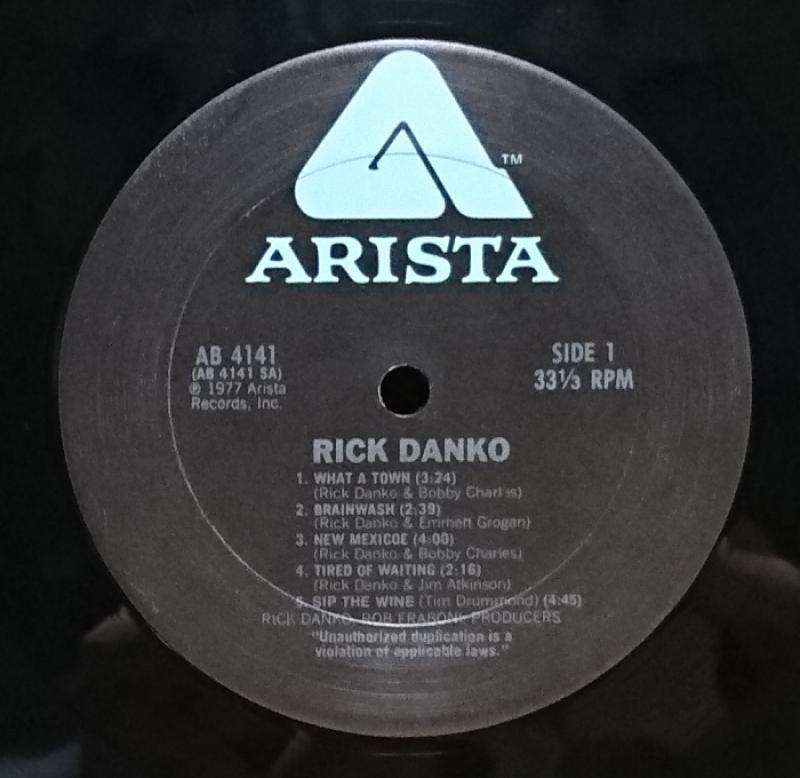 TM
ARISTA
AB 4141
(AB 4141 SA)
℗ 1977 Arista
Records, Inc.
SIDE 1
33⅓ RPM
RICK DANKO
1. WHAT A TOWN (3:24)
(Rick Danko & Bobby Charles)
2. BRAINWASH (2:39)
(Rick Danko & Emmett Grogan)
3. NEW MEXICOE (4:00)
(Rick Danko & Bobby Charles)
4. TIRED OF WAITING (2:16)
(Rick Danko & Jim Atkinson)
5. SIP THE WINE (Tim Drummond) (4:45)
RICK DANKO, ROB FRABONI, PRODUCERS
"Unauthorized duplication is a
violation of applicable laws."